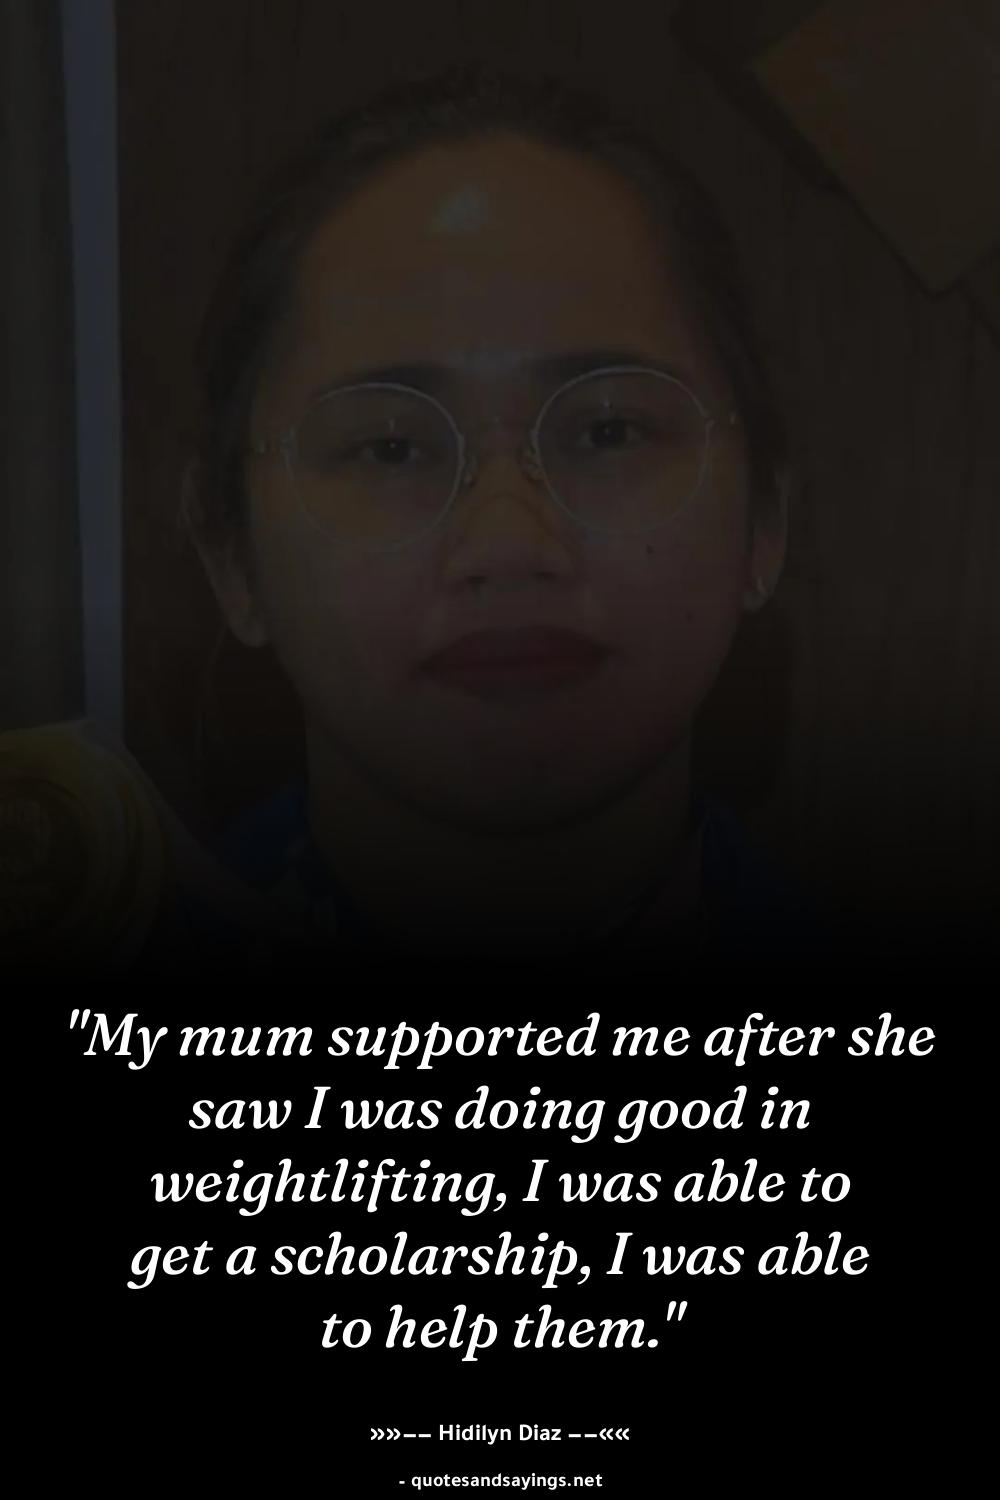 "My mum supported me after she
saw I was doing good in
weightlifting, I was able to
get a scholarship, I was able
to help them."
»»–– Hidilyn Diaz ––««
- quotesandsayings.net